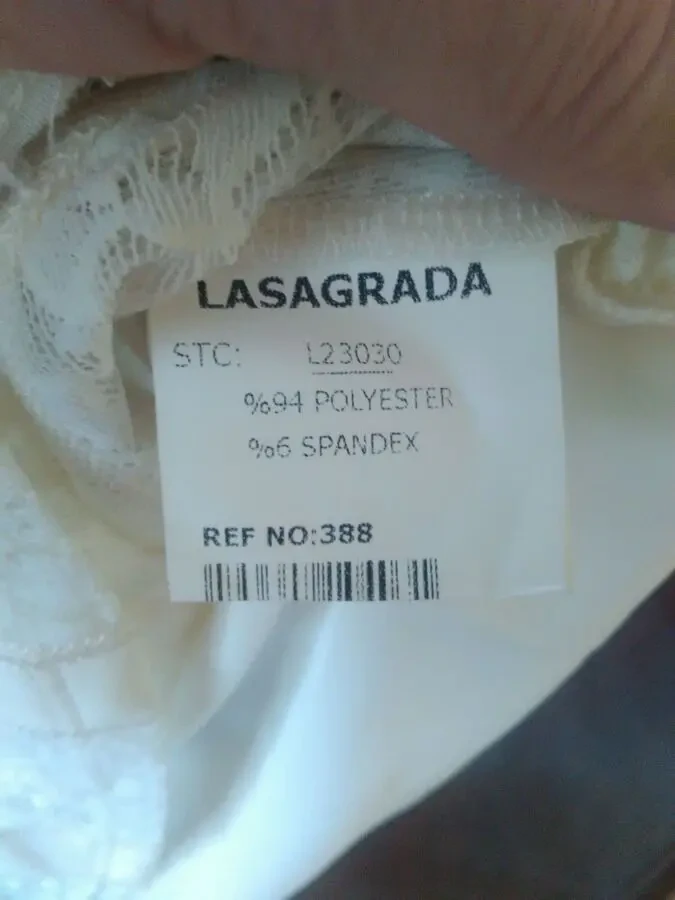 LASAGRADA
STC: L23030
%94 POLYESTER
%6 SPANDEX
REF NO:388